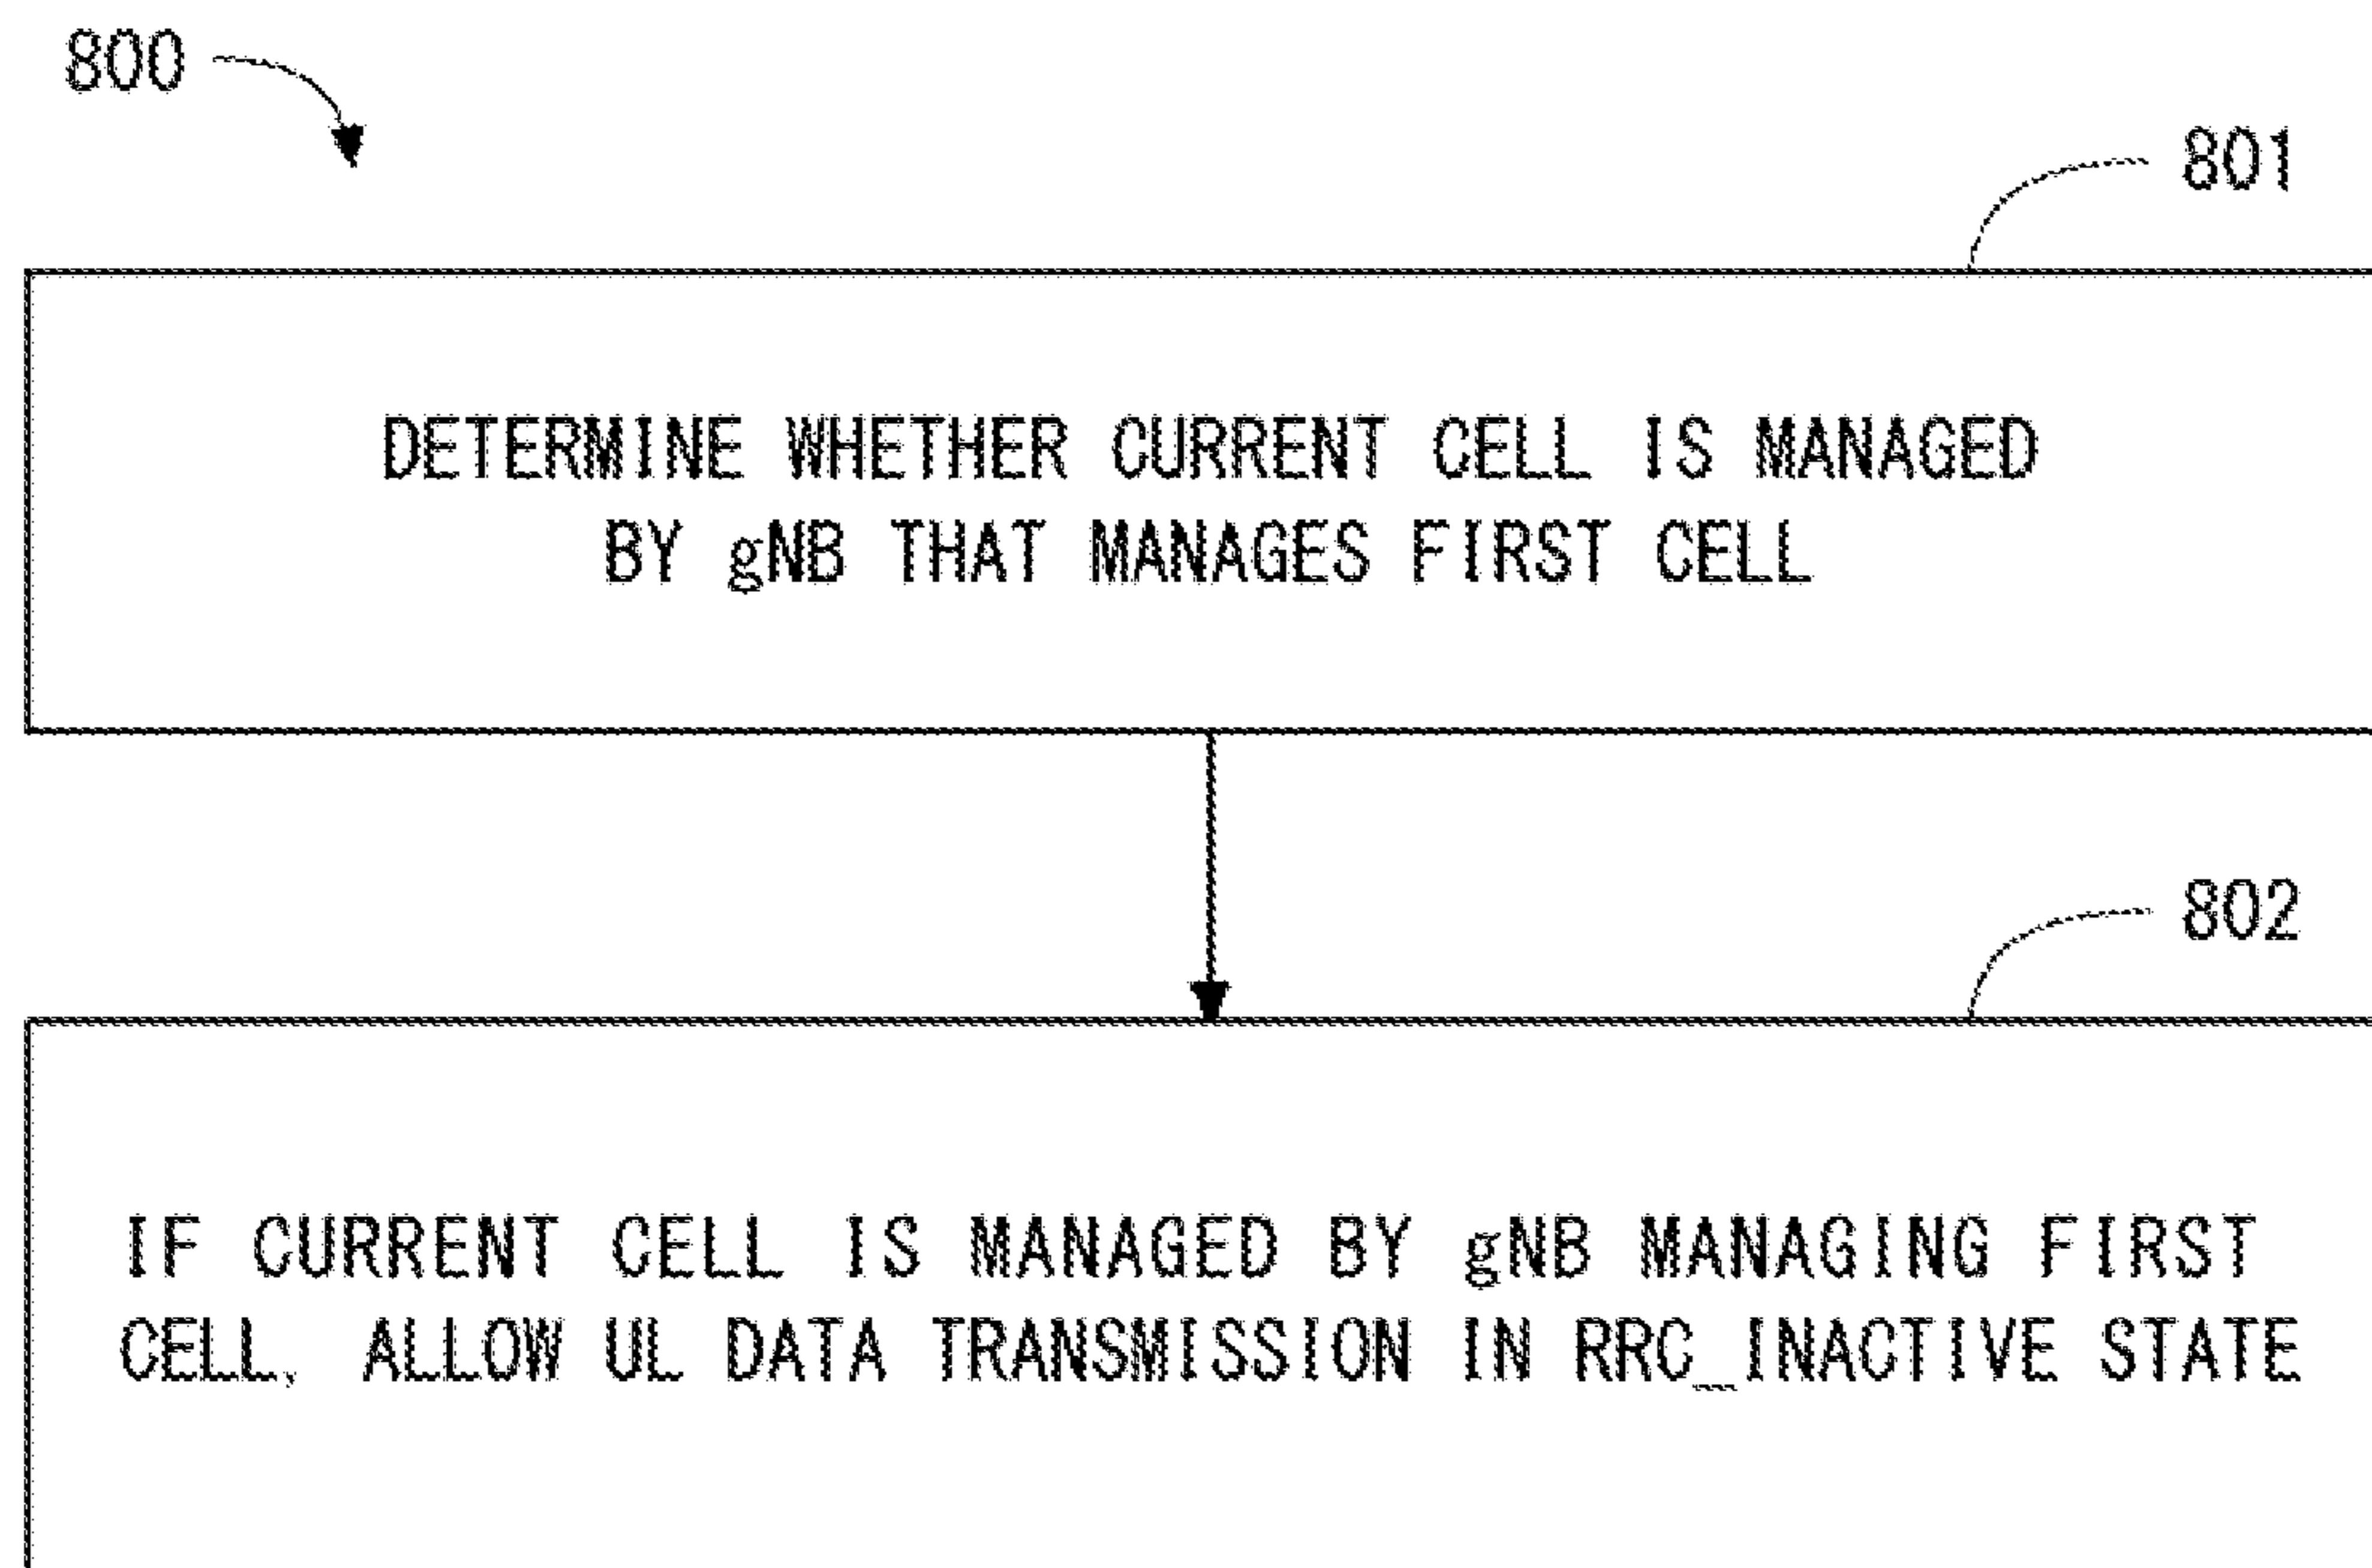 800
801
DETERMINE WHETHER CURRENT CELL IS MANAGED
BY gNB THAT MANAGES FIRST CELL
802
IF CURRENT CELL IS MANAGED BY gNB MANAGING FIRST
CELL, ALLOW UL DATA TRANSMISSION IN RRC_INACTIVE STATE